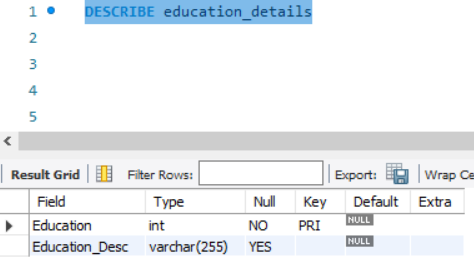 1 DESCRIBE education_details
2
3
4
5
Result Grid Filter Rows: Export: Wrap Ce
Field Type Null Key Default Extra
Education int NO PRI NULL
Education_Desc varchar(255) YES NULL